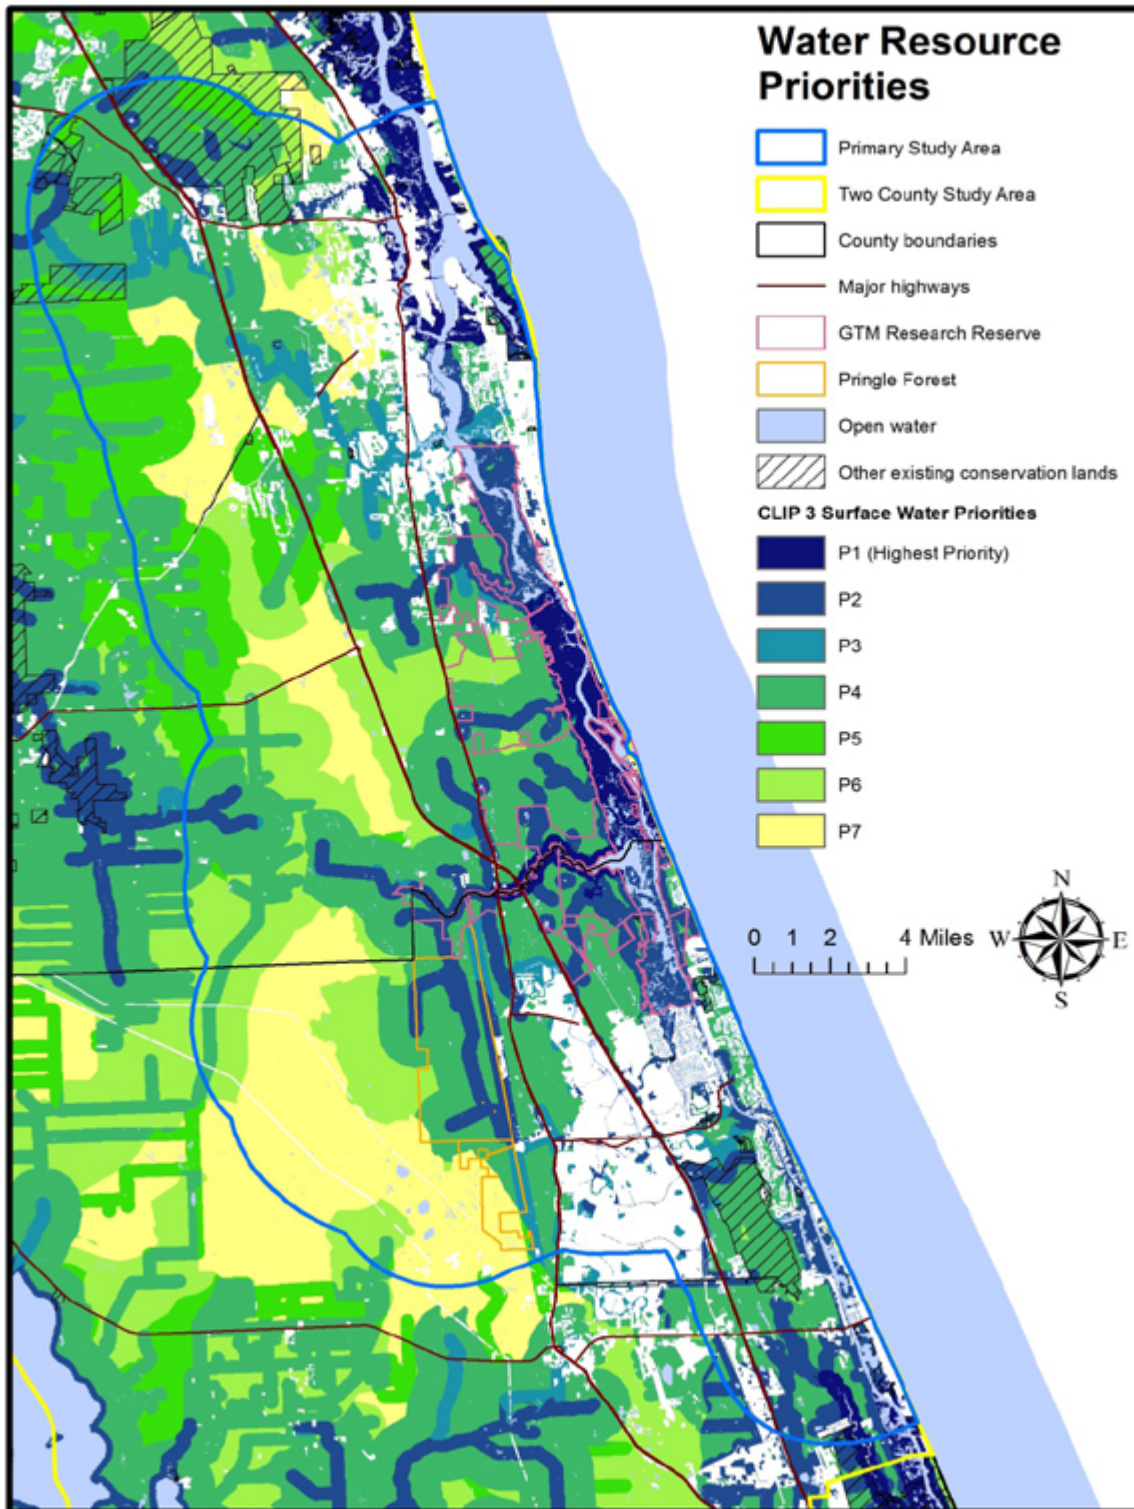 Water Resource
Priorities
Primary Study Area
Two County Study Area
County boundaries
Major highways
GTM Research Reserve
Pringle Forest
Open water
Other existing conservation lands
CLIP 3 Surface Water Priorities
P1 (Highest Priority)
P2
P3
P4
P5
P6
P7
N
0 1 2 4 Miles W E
S